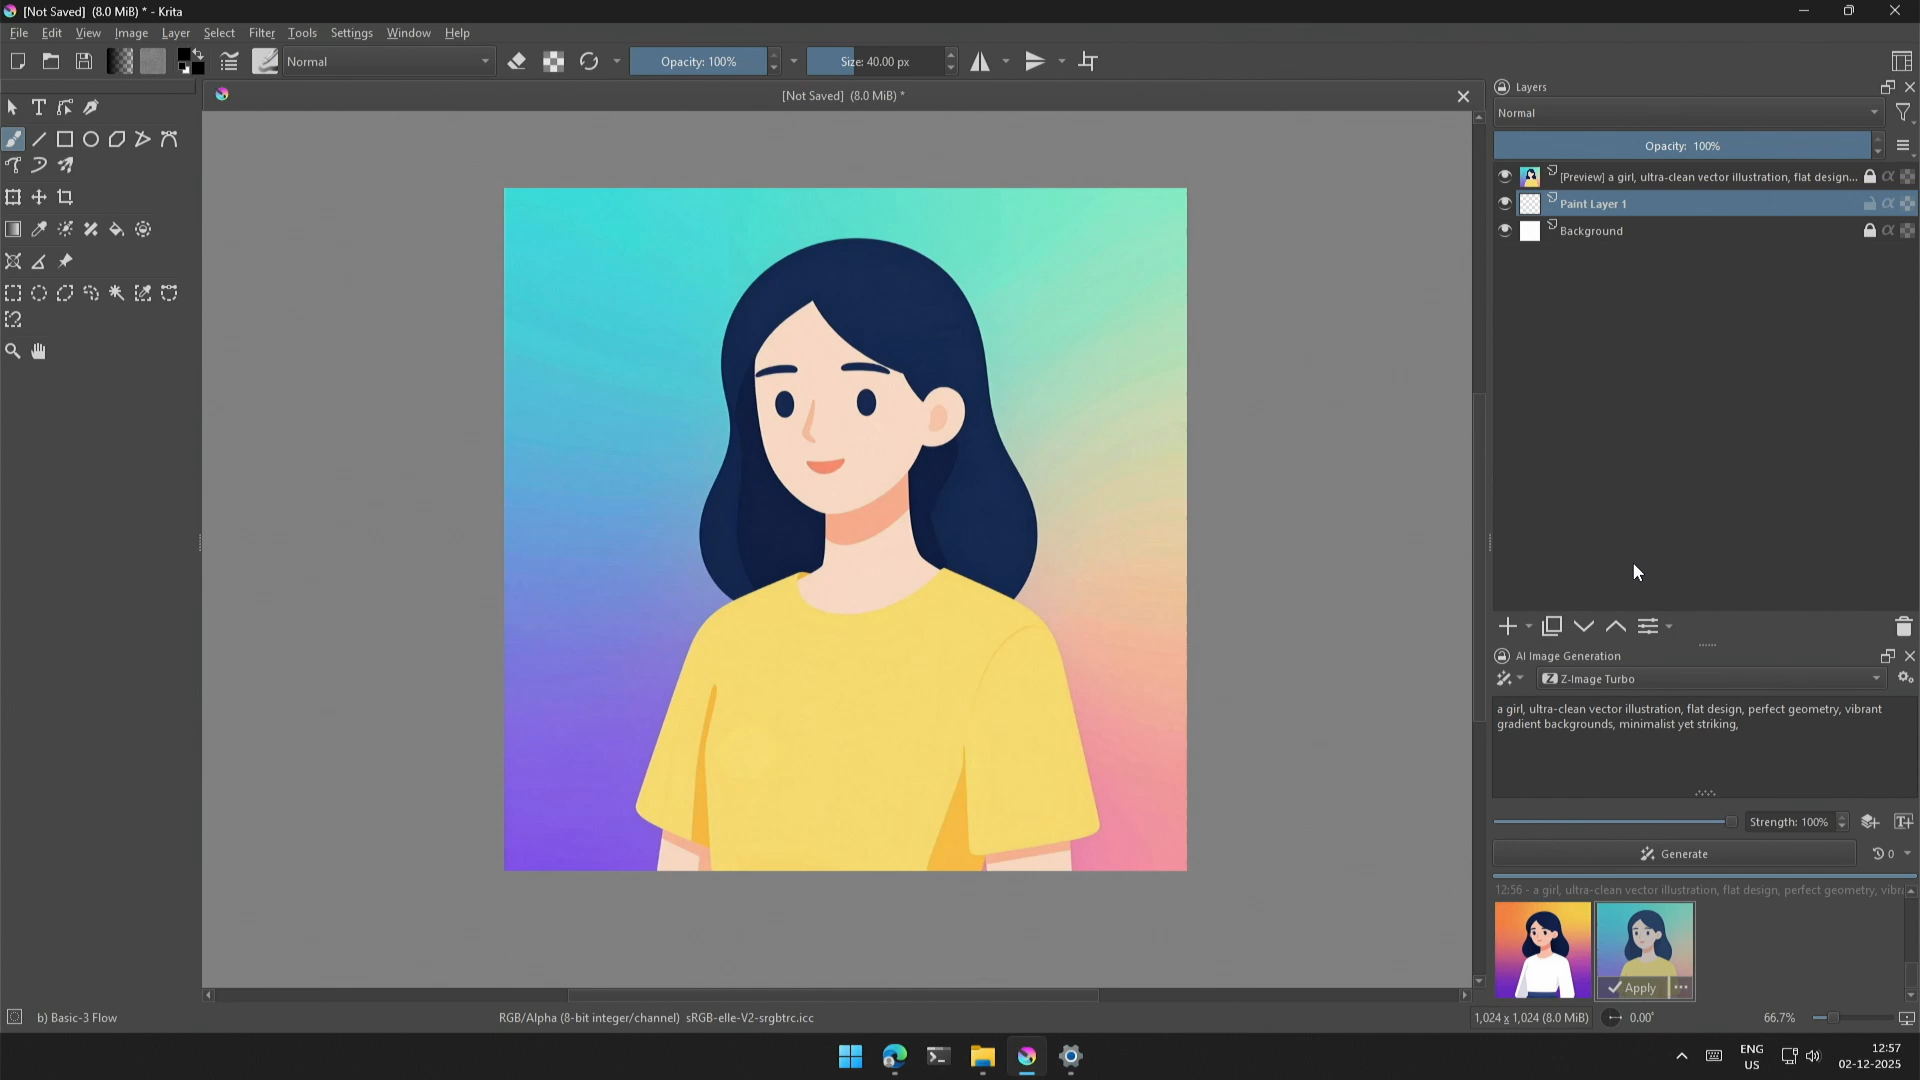 [Not Saved] (8.0 MiB) * - Krita
File Edit View Image Layer Select Filter Tools Settings Window Help
Normal
Opacity: 100%
Size: 40.00 px
[Not Saved] (8.0 MiB) *
Layers
Normal
Opacity: 100%
[Preview] a girl, ultra-clean vector illustration, flat design...
Paint Layer 1
Background
AI Image Generation
Z-Image Turbo
a girl, ultra-clean vector illustration, flat design, perfect geometry, vibrant
gradient backgrounds, minimalist yet striking,
Strength: 100%
Generate
0
12:56 - a girl, ultra-clean vector illustration, flat design, perfect geometry, vibr
Apply
b) Basic-3 Flow
RGB/Alpha (8-bit integer/channel) sRGB-elle-V2-srgbtrc.icc
1,024 x 1,024 (8.0 MiB)
0.00°
66.7%
ENG
US
12:57
02-12-2025